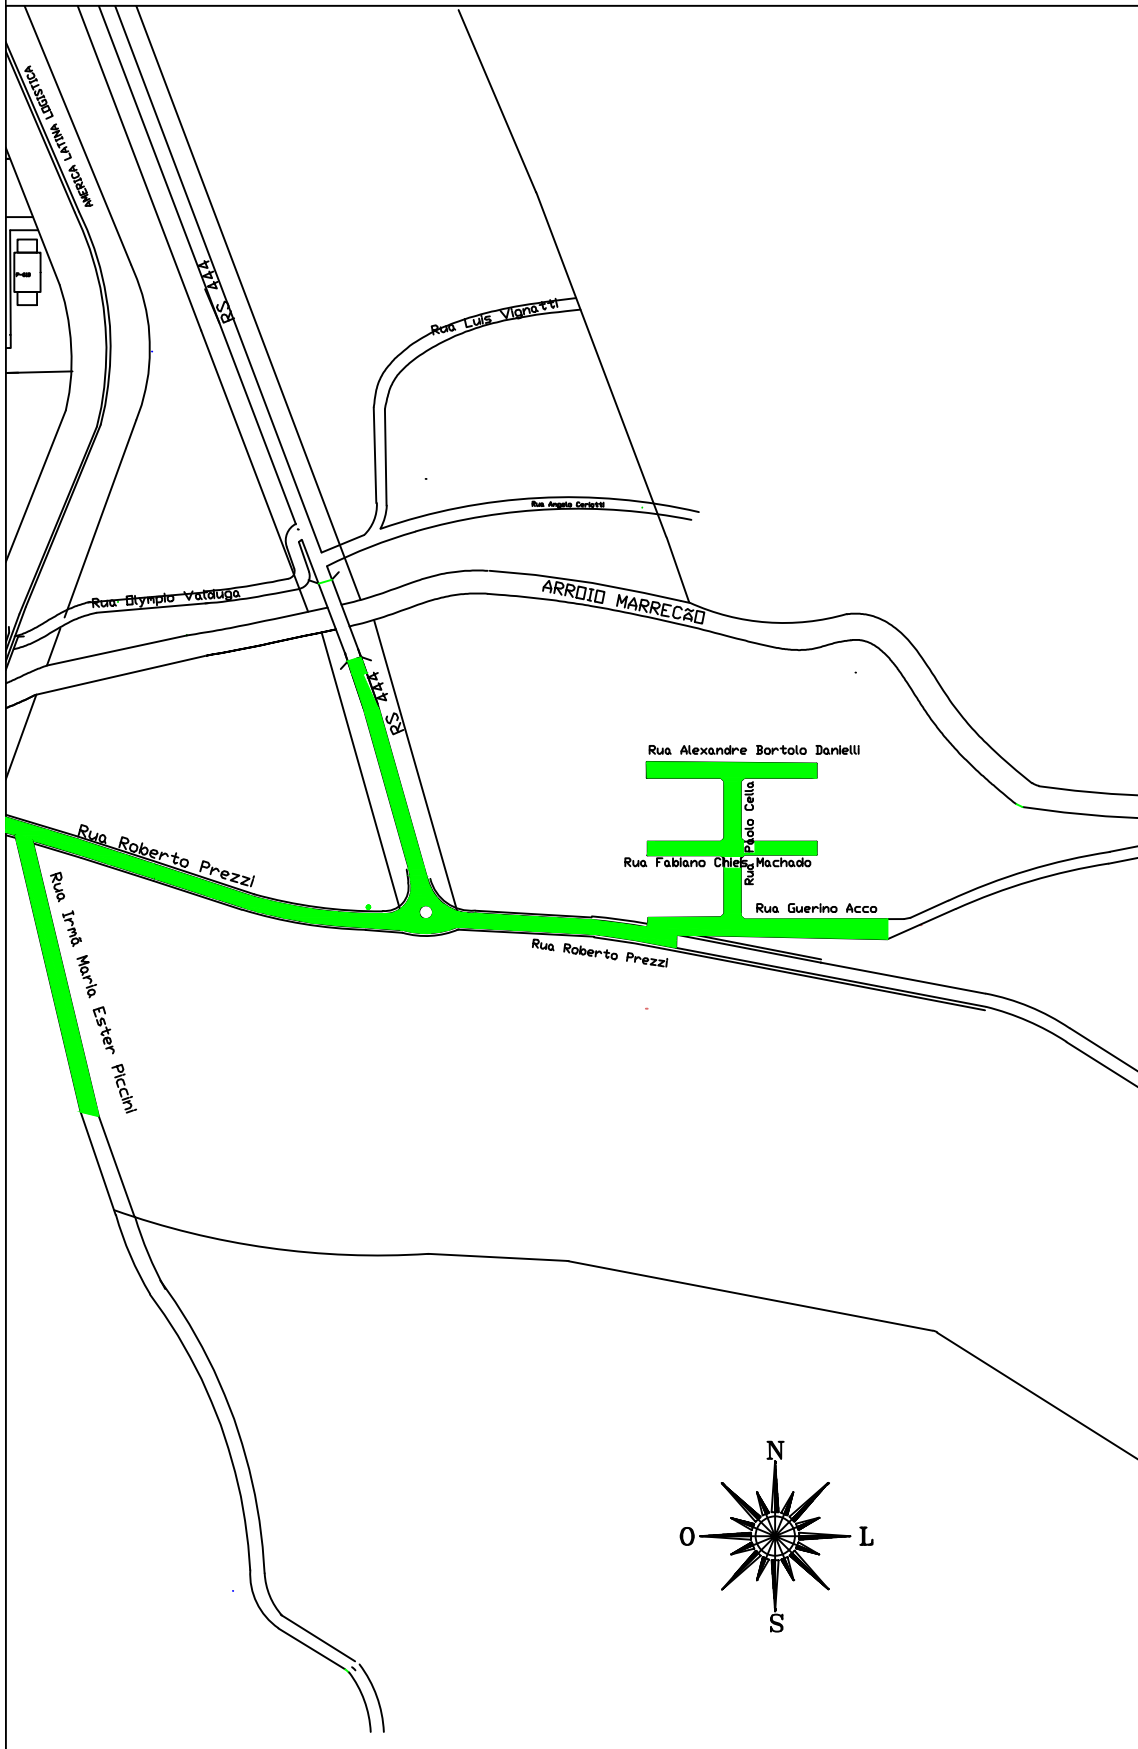 AMERICA LATINA LOGISTICA
RS 444
Rua Luis Vignatti
Rua Angelo Cerlotti
Rua Olympio Valduga
ARROIO MARRECÃO
RS 444
Rua Alexandre Bortolo Danielli
Rua Paolo Cella
Rua Roberto Prezzi
Rua Fabiano Chies Machado
Rua Guerino Acco
Rua Roberto Prezzi
Rua Irmã Maria Ester Piccini
N
O
L
S